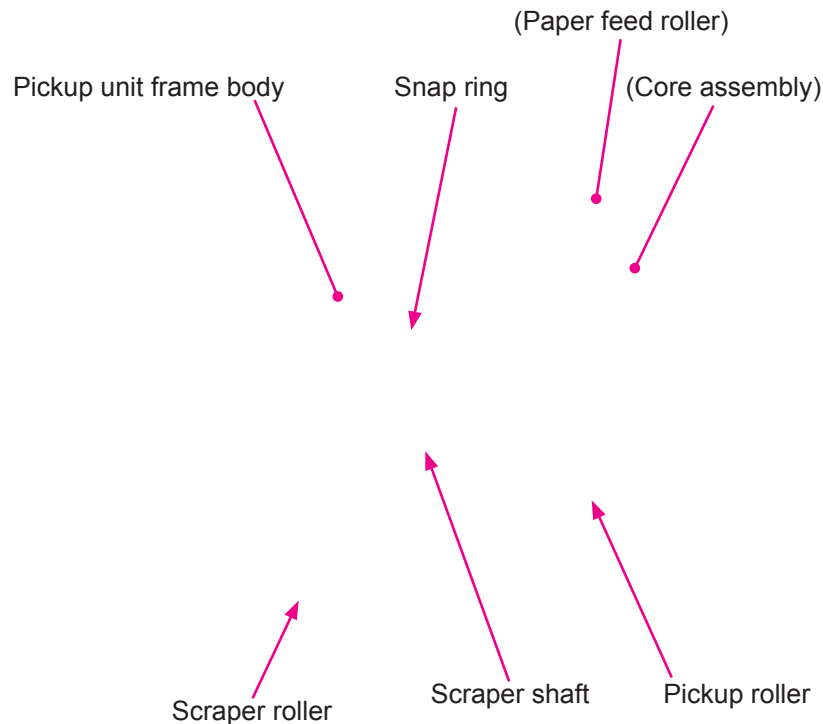 (Paper feed roller)
Pickup unit frame body
Snap ring
(Core assembly)
Scraper roller
Scraper shaft
Pickup roller